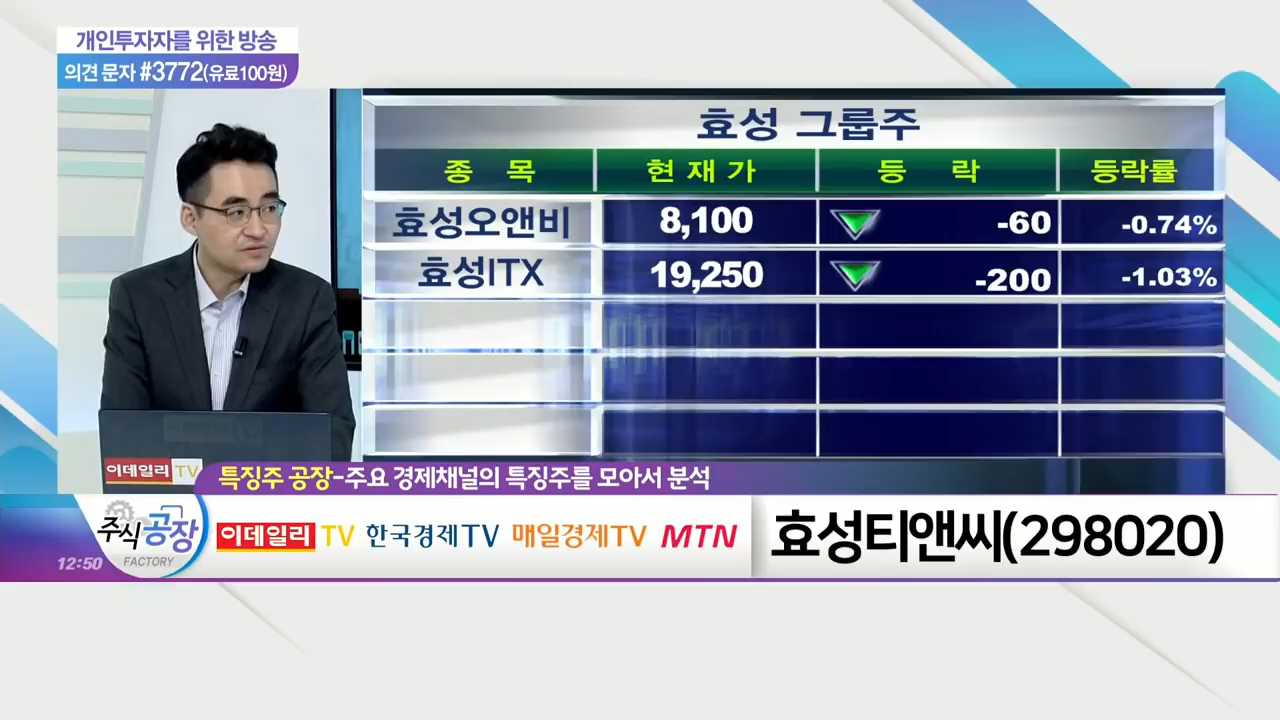 개인투자자를 위한 방송
의견 문자 #3772(유료100원)
효성 그룹주
종 목 현 재 가 등 락 등락률
효성오앤비 8,100 -60 -0.74%
효성ITX 19,250 -200 -1.03%
이데일리 TV
특징주 공장-주요 경제채널의 특징주를 모아서 분석
주식공장
FACTORY
12:50
이데일리 TV 한국경제TV 매일경제TV MTN
효성티앤씨(298020)